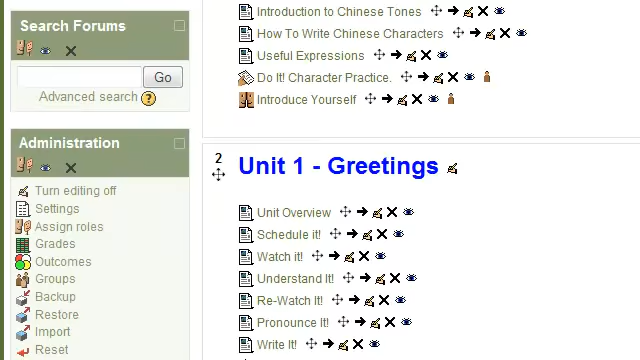 Search Forums
Go
Advanced search ?
Administration
Turn editing off
Settings
Assign roles
Grades
Outcomes
Groups
Backup
Restore
Import
Reset
Introduction to Chinese Tones
How To Write Chinese Characters
Useful Expressions
Do It! Character Practice.
Introduce Yourself
2
Unit 1 - Greetings
Unit Overview
Schedule it!
Watch it!
Understand It!
Re-Watch It!
Pronounce It!
Write It!